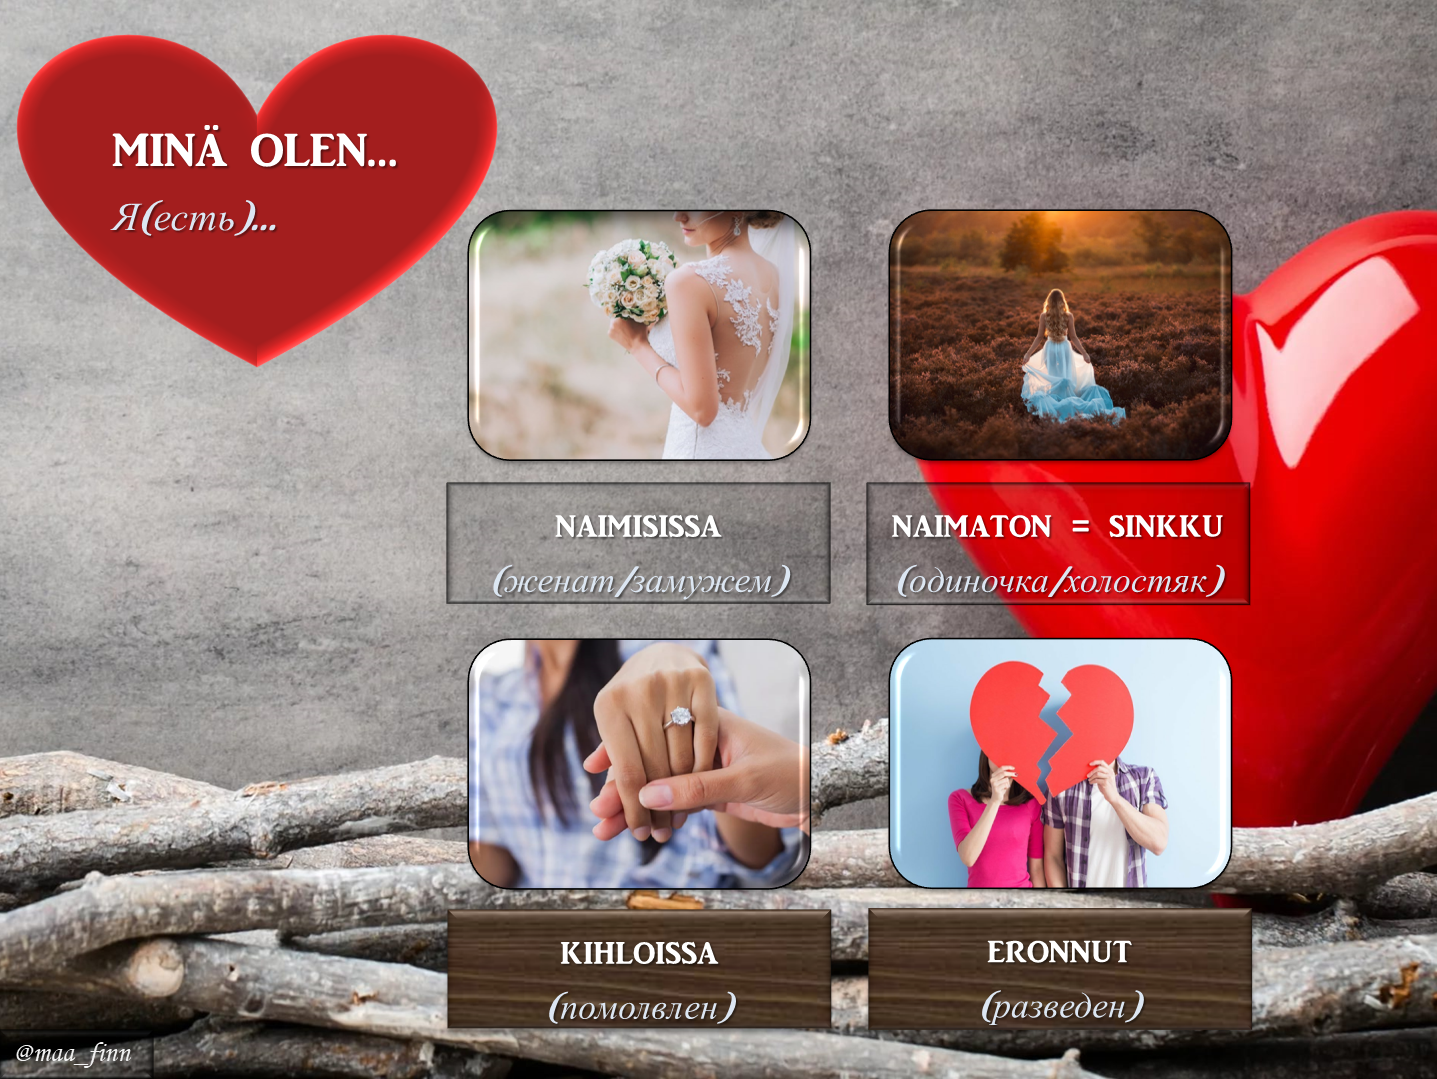 MINÄ OLEN...
Я(есть)...
NAIMISISSA
(женат/замужем)
NAIMATON = SINKKU
(одиночка/холостяк)
KIHLOISSA
(помолвлен)
ERONNUT
(разведен)
@maa_finn